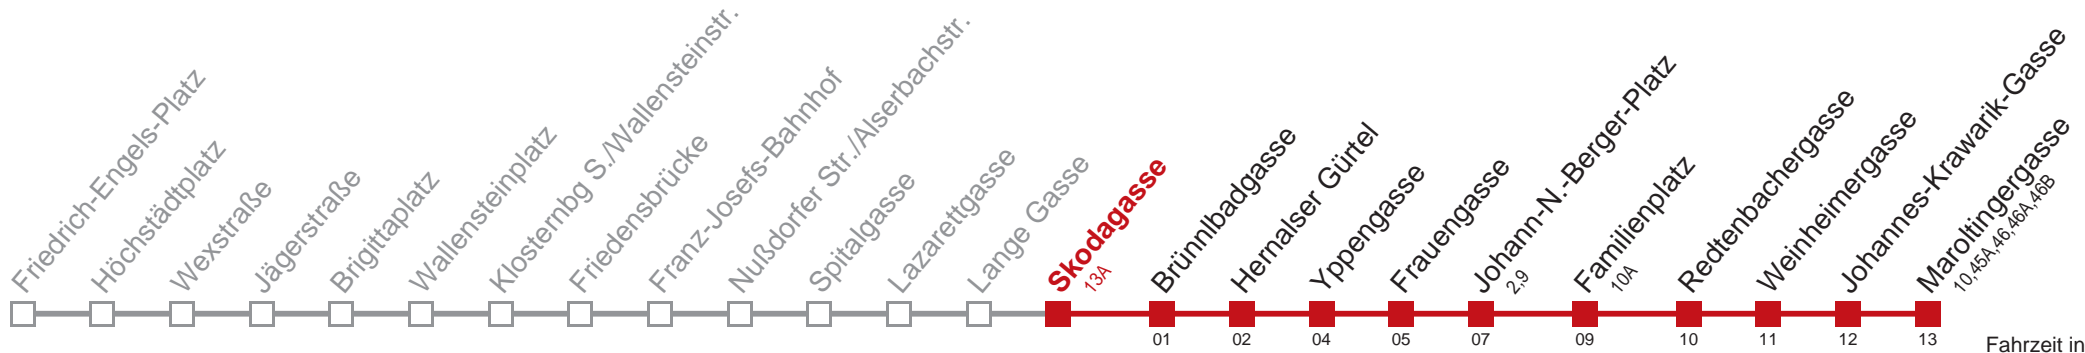 Friedrich-Engels-Platz
Höchstädtplatz
Wexstraße
Jägerstraße
Brigittaplatz
Wallensteinplatz
Klosternbg S./Wallensteinstr.
Friedensbrücke
Franz-Josefs-Bahnhof
Nußdorfer Str./Alserbachstr.
Spitalgasse
Lazarettgasse
Lange Gasse
Skodagasse
13A
Brünnlbadgasse
Hernalser Gürtel
Yppengasse
Frauengasse
Johann-N.-Berger-Platz
2,9
Familienplatz
10A
Redtenbachergasse
Weinheimergasse
Johannes-Krawarik-Gasse
Maroltingergasse
10,45A,46,46A,46B
01 02 04 05 07 09 10 11 12 13
Fahrzeit in